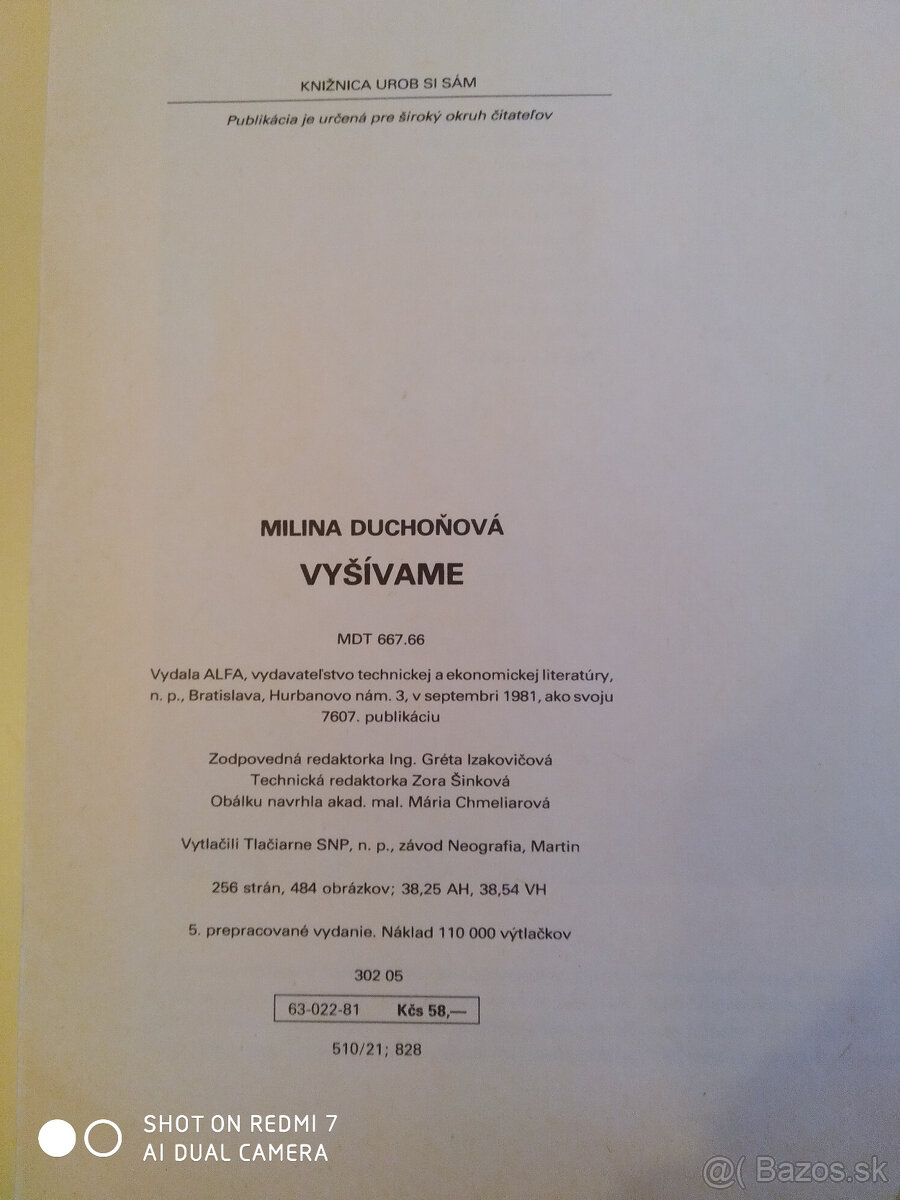 KNIŽNICA UROB SI SÁM
Publikácia je určená pre široký okruh čitateľov
MILINA DUCHOŇOVÁ
VYŠÍVAME
MDT 667.66
Vydala ALFA, vydavateľstvo technickej a ekonomickej literatúry,
n. p., Bratislava, Hurbanovo nám. 3, v septembri 1981, ako svoju
7607. publikáciu
Zodpovedná redaktorka Ing. Gréta Izakovičová
Technická redaktorka Zora Šinková
Obálku navrhla akad. mal. Mária Chmeliarová
Vytlačili Tlačiarne SNP, n. p., závod Neografia, Martin
256 strán, 484 obrázkov; 38,25 AH, 38,54 VH
5. prepracované vydanie. Náklad 110 000 výtlačkov
302 05
63-022-81 Kčs 58,—
510/21; 828
SHOT ON REDMI 7
AI DUAL CAMERA
@( Bazos.sk